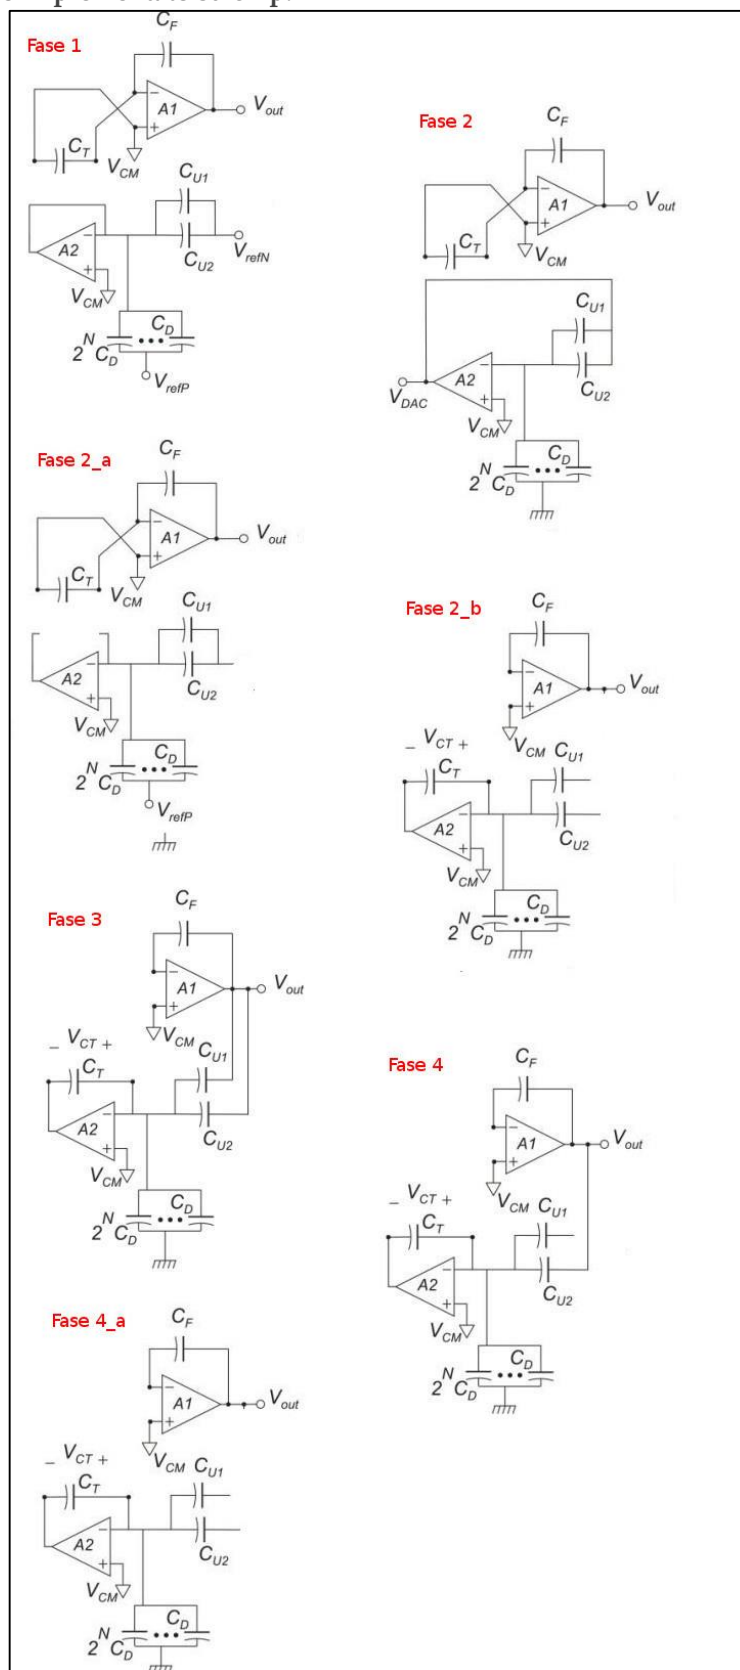 Fase 1
C_F
A1
V_out
C_T
V_CM
C_U1
C_U2
V_refN
A2
V_CM
C_D
2^N C_D
V_refP
Fase 2
C_F
A1
V_out
C_T
V_CM
C_U1
C_U2
A2
V_DAC
V_CM
C_D
2^N C_D
Fase 2_a
C_F
A1
V_out
C_T
V_CM
C_U1
C_U2
A2
V_CM
C_D
2^N C_D
V_refP
Fase 2_b
C_F
A1
V_out
V_CM
− V_CT +
C_T
C_U1
C_U2
A2
V_CM
C_D
2^N C_D
Fase 3
C_F
A1
V_out
V_CM
− V_CT +
C_T
C_U1
C_U2
A2
V_CM
C_D
2^N C_D
Fase 4
C_F
A1
V_out
V_CM
− V_CT +
C_T
C_U1
C_U2
A2
V_CM
C_D
2^N C_D
Fase 4_a
C_F
A1
V_out
V_CM
− V_CT +
C_T
C_U1
C_U2
A2
V_CM
C_D
2^N C_D